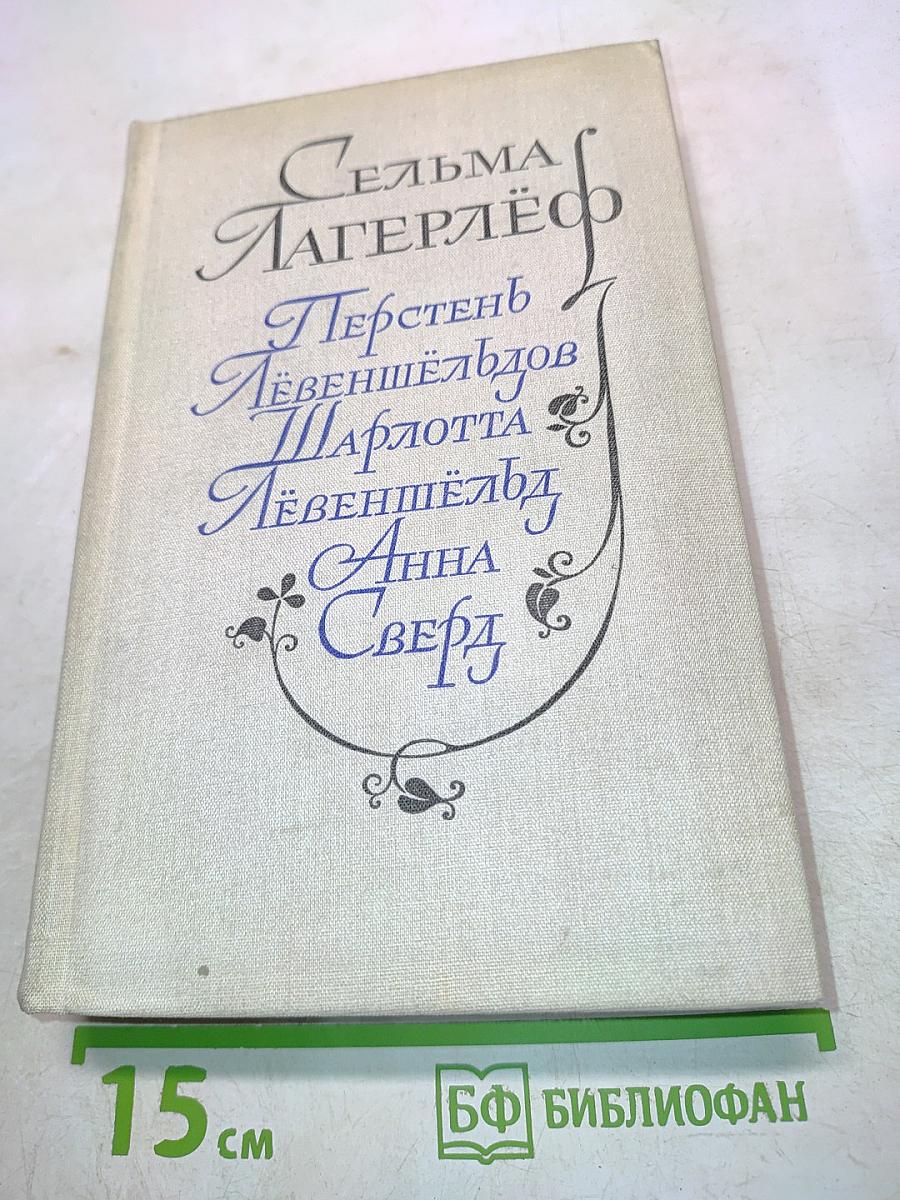 Сельма
Лагерлёф
Перстень
Лёвеншёльдов
Шарлотта
Лёвеншёльд
Анна
Сверд
15 см
БФ БИБЛИОФАН